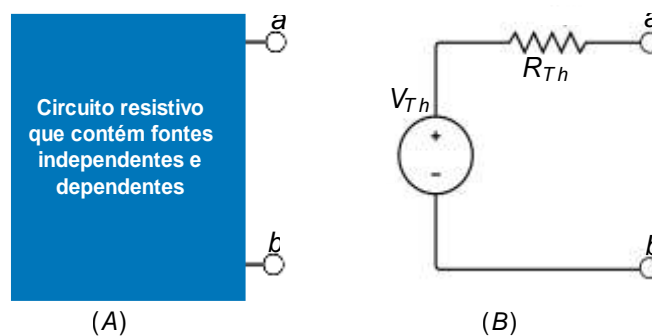 a
Circuito resistivo
que contém fontes
independentes e
dependentes
b
(A)
a
R_Th
V_Th
+
-
b
(B)